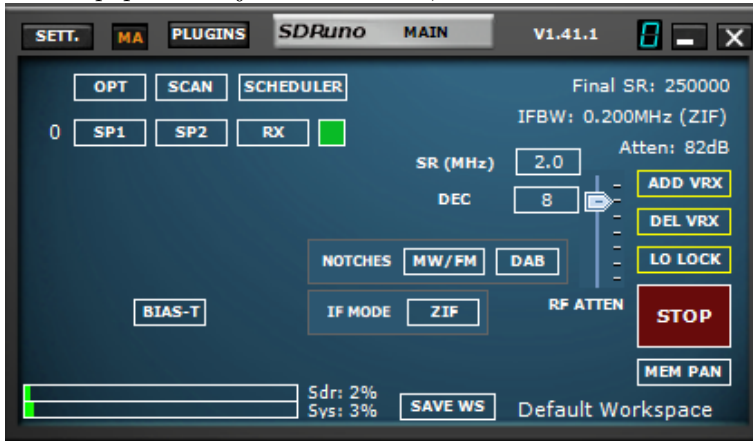 SETT. MA PLUGINS SDRuno MAIN V1.41.1 0
OPT SCAN SCHEDULER Final SR: 250000
IFBW: 0.200MHz (ZIF)
0 SP1 SP2 RX
Atten: 82dB
SR (MHz) 2.0
ADD VRX
DEC 8
DEL VRX
NOTCHES MW/FM DAB LO LOCK
BIAS-T IF MODE ZIF RF ATTEN STOP
MEM PAN
Sdr: 2%
Sys: 3% SAVE WS Default Workspace